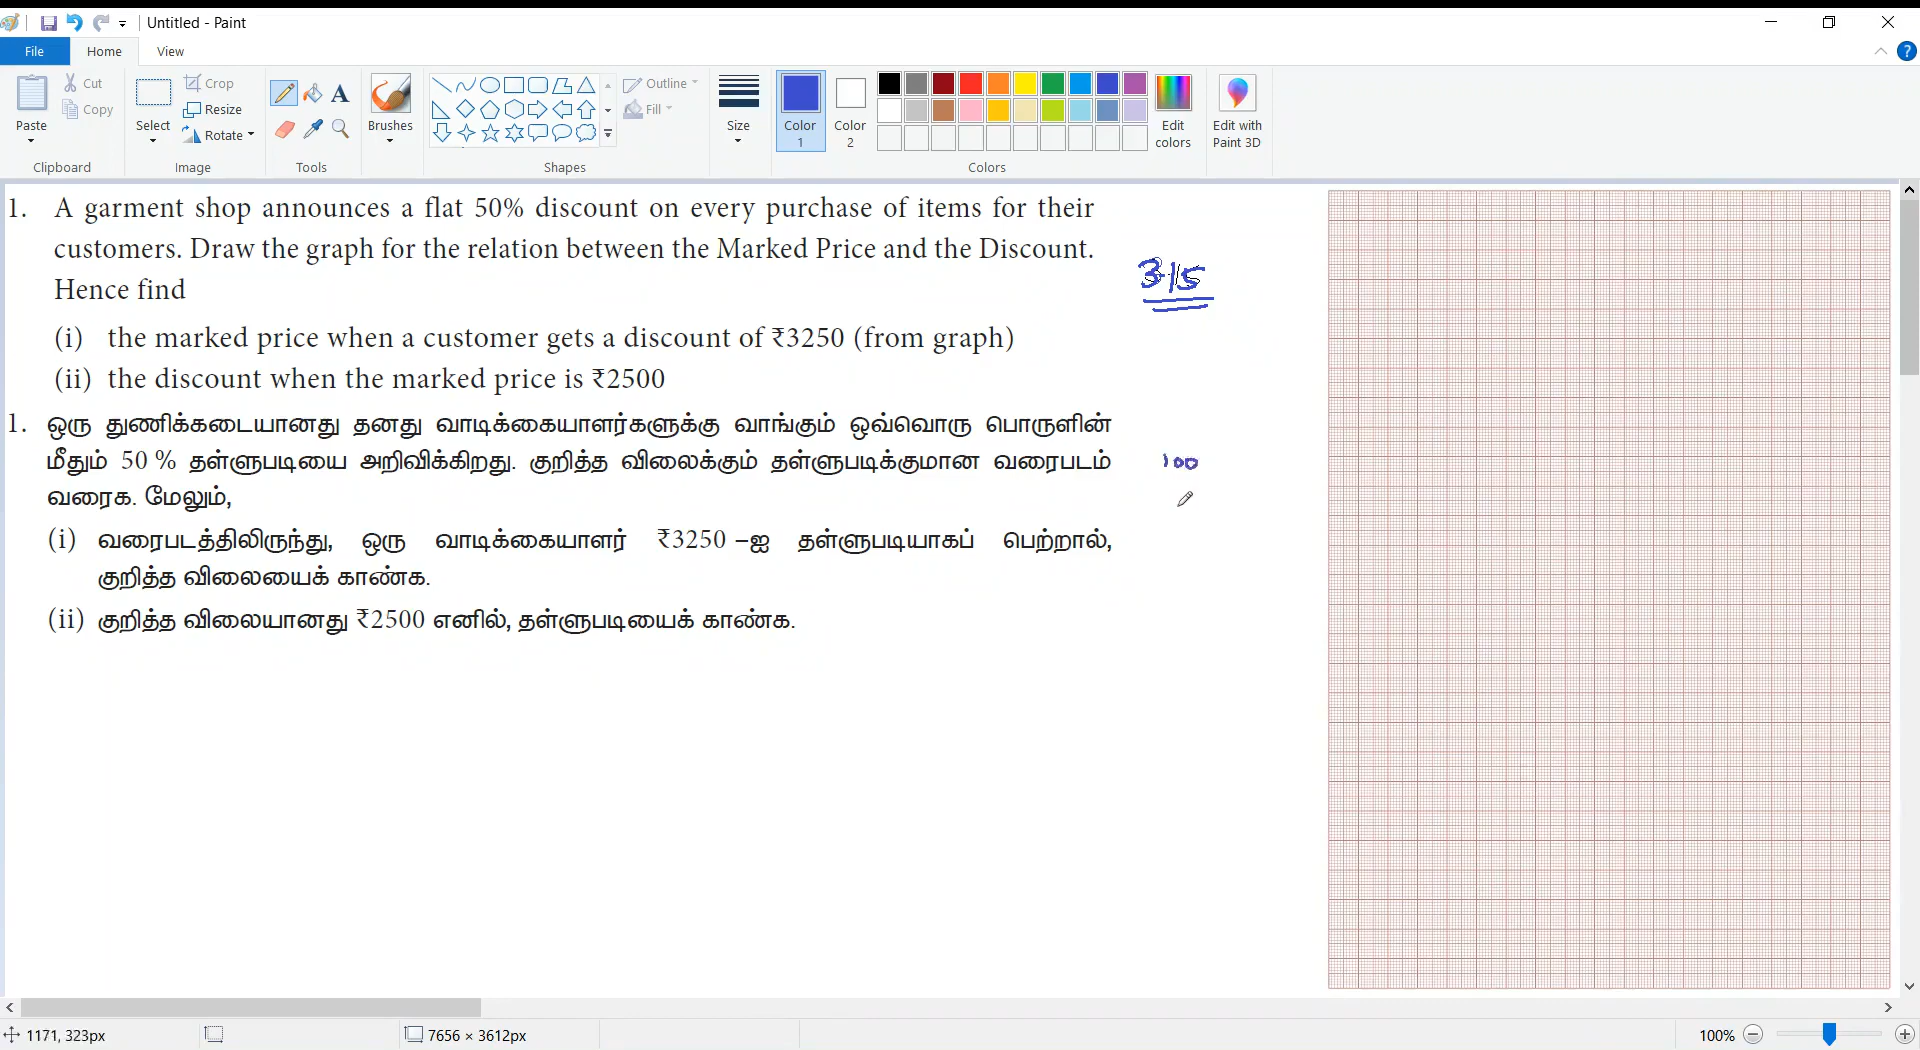 Untitled - Paint
File Home View
Cut
Copy
Paste
Clipboard
Select
Crop
Resize
Rotate
Image
Tools
Brushes
Shapes
Outline
Fill
Size
Color 1
Color 2
Colors
Edit colors
Edit with Paint 3D
1. A garment shop announces a flat 50% discount on every purchase of items for their
customers. Draw the graph for the relation between the Marked Price and the Discount.
Hence find
(i) the marked price when a customer gets a discount of ₹3250 (from graph)
(ii) the discount when the marked price is ₹2500
3.15
1. ஒரு துணிக்கடையானது தனது வாடிக்கையாளர்களுக்கு வாங்கும் ஒவ்வொரு பொருளின்
மீதும் 50 % தள்ளுபடியை அறிவிக்கிறது. குறித்த விலைக்கும் தள்ளுபடிக்குமான வரைபடம்
வரைக. மேலும்,
100
(i) வரைபடத்திலிருந்து, ஒரு வாடிக்கையாளர் ₹3250 –ஐ தள்ளுபடியாகப் பெற்றால்,
குறித்த விலையைக் காண்க.
(ii) குறித்த விலையானது ₹2500 எனில், தள்ளுபடியைக் காண்க.
1171, 323px
7656 × 3612px
100%